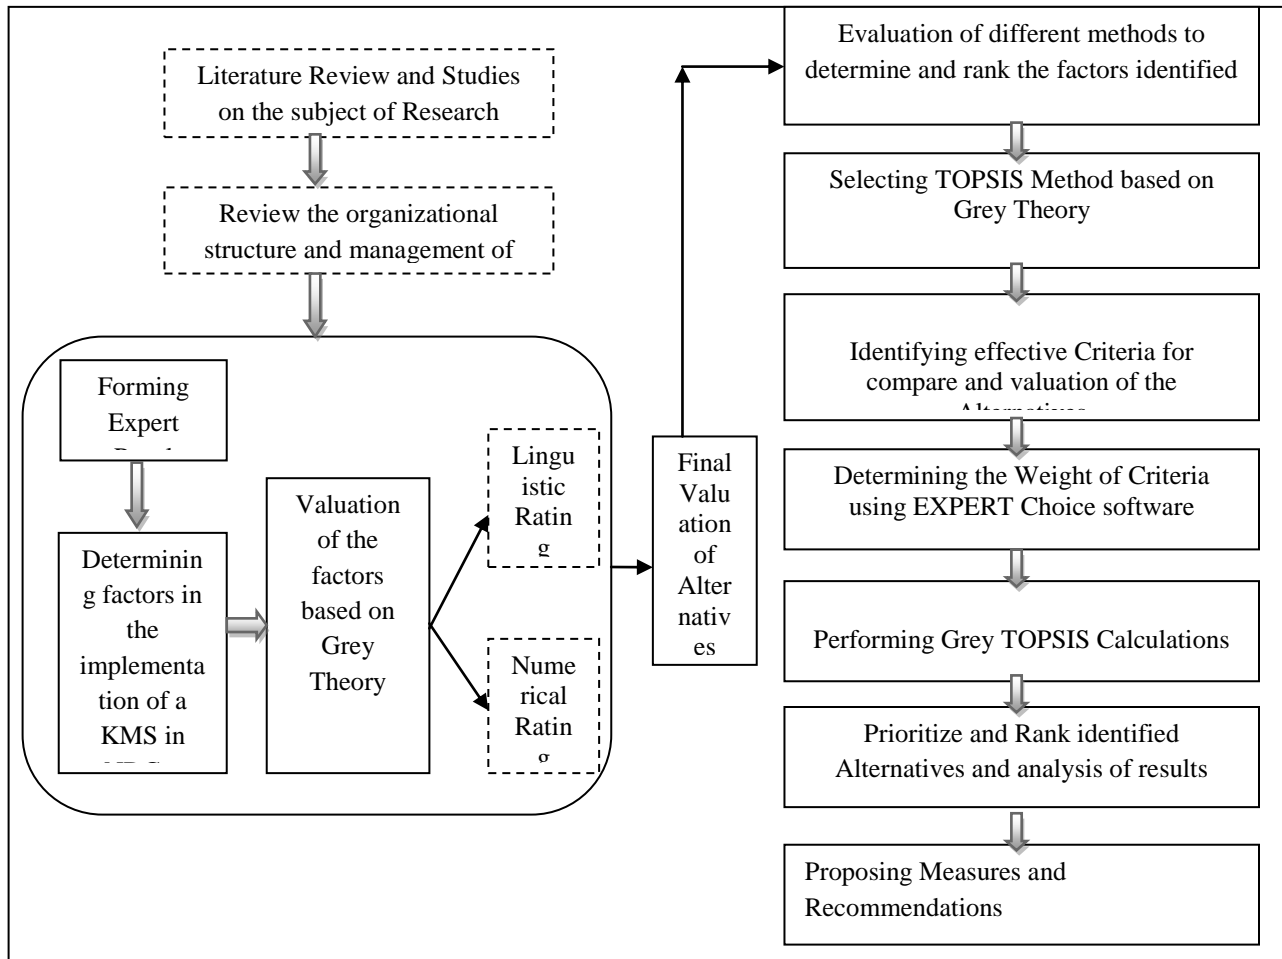 Literature Review and Studies
on the subject of Research
Review the organizational
structure and management of
Forming
Expert
Determinin
g factors in
the
implementa
tion of a
KMS in
Valuation
of the
factors
based on
Grey
Theory
Lingu
istic
Ratin
g
Nume
rical
Ratin
g
Final
Valu
ation
of
Alter
nativ
es
Evaluation of different methods to
determine and rank the factors identified
Selecting TOPSIS Method based on
Grey Theory
Identifying effective Criteria for
compare and valuation of the
Alternatives
Determining the Weight of Criteria
using EXPERT Choice software
Performing Grey TOPSIS Calculations
Prioritize and Rank identified
Alternatives and analysis of results
Proposing Measures and
Recommendations